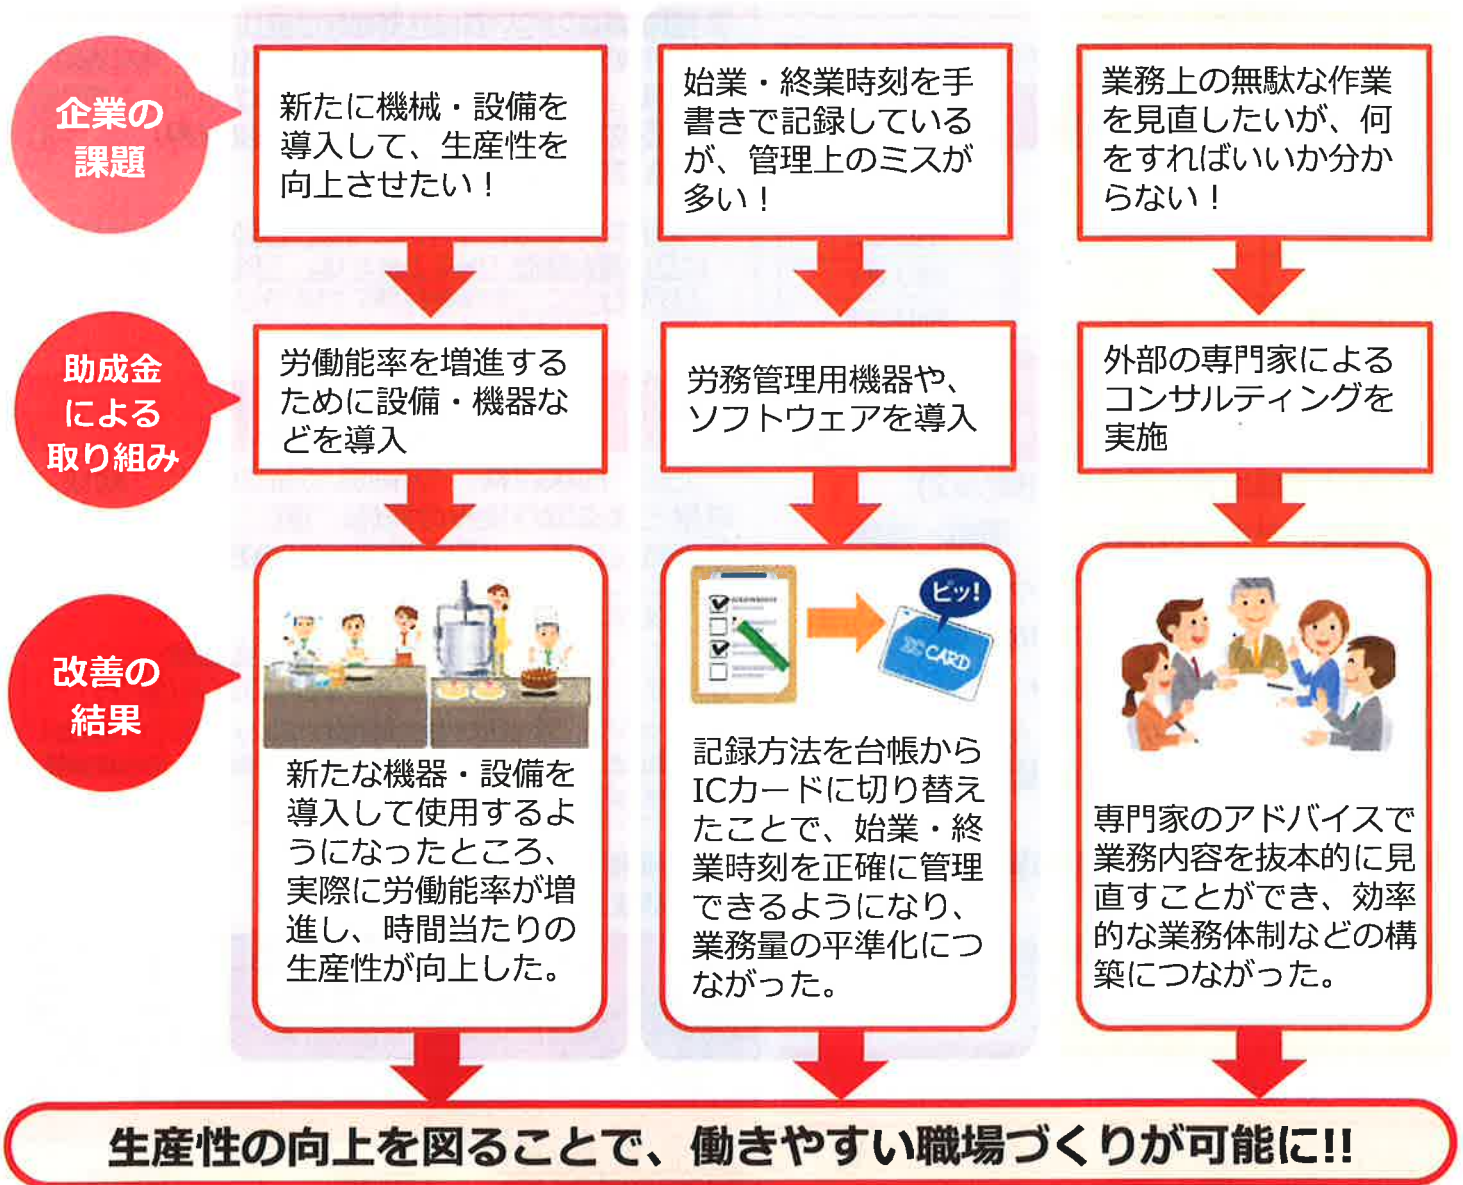 企業の
課題
新たに機械・設備を
導入して、生産性を
向上させたい！
始業・終業時刻を手
書きで記録している
が、管理上のミスが
多い！
業務上の無駄な作業
を見直したいが、何
をすればいいか分か
らない！
助成金
による
取り組み
労働能率を増進する
ために設備・機器な
どを導入
労務管理用機器や、
ソフトウェアを導入
外部の専門家による
コンサルティングを
実施
改善の
結果
新たな機器・設備を
導入して使用するよ
うになったところ、
実際に労働能率が増
進し、時間当たりの
生産性が向上した。
ピッ!
IC CARD
記録方法を台帳から
ICカードに切り替え
たことで、始業・終
業時刻を正確に管理
できるようになり、
業務量の平準化につ
ながった。
専門家のアドバイスで
業務内容を抜本的に見
直すことができ、効率
的な業務体制などの構
築につながった。
生産性の向上を図ることで、働きやすい職場づくりが可能に!!